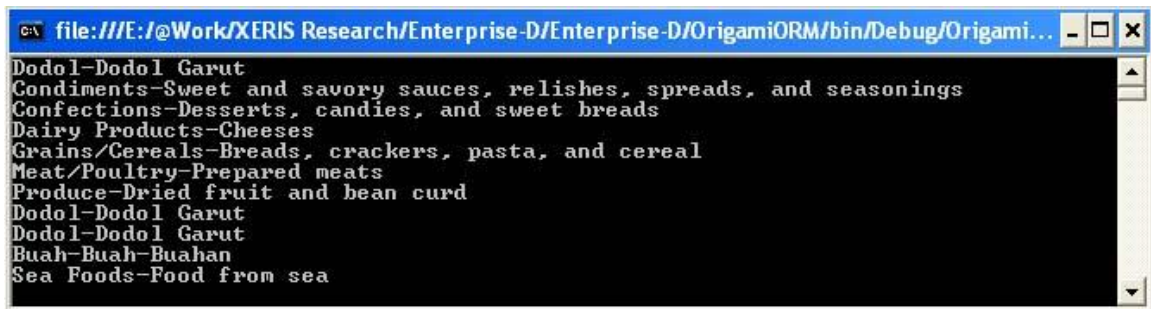 file:///E:/@Work/XERIS Research/Enterprise-D/Enterprise-D/OrigamiORM/bin/Debug/Origami...
Dodol-Dodol Garut
Condiments-Sweet and savory sauces, relishes, spreads, and seasonings
Confections-Desserts, candies, and sweet breads
Dairy Products-Cheeses
Grains/Cereals-Breads, crackers, pasta, and cereal
Meat/Poultry-Prepared meats
Produce-Dried fruit and bean curd
Dodol-Dodol Garut
Dodol-Dodol Garut
Buah-Buah-Buahan
Sea Foods-Food from sea